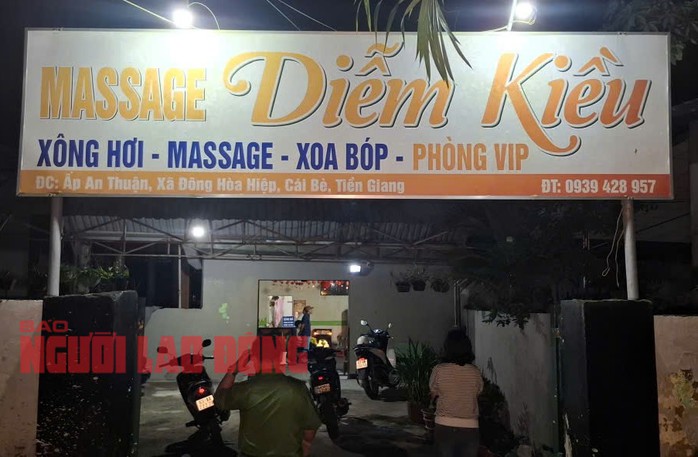 MASSAGE Diễm Kiều
XÔNG HƠI - MASSAGE - XOA BÓP - PHÒNG VIP
ĐC: Ấp An Thuận, Xã Đông Hòa Hiệp, Cái Bè, Tiền Giang ĐT: 0939 428 957
BÁO
NGƯỜI LAO ĐỘNG